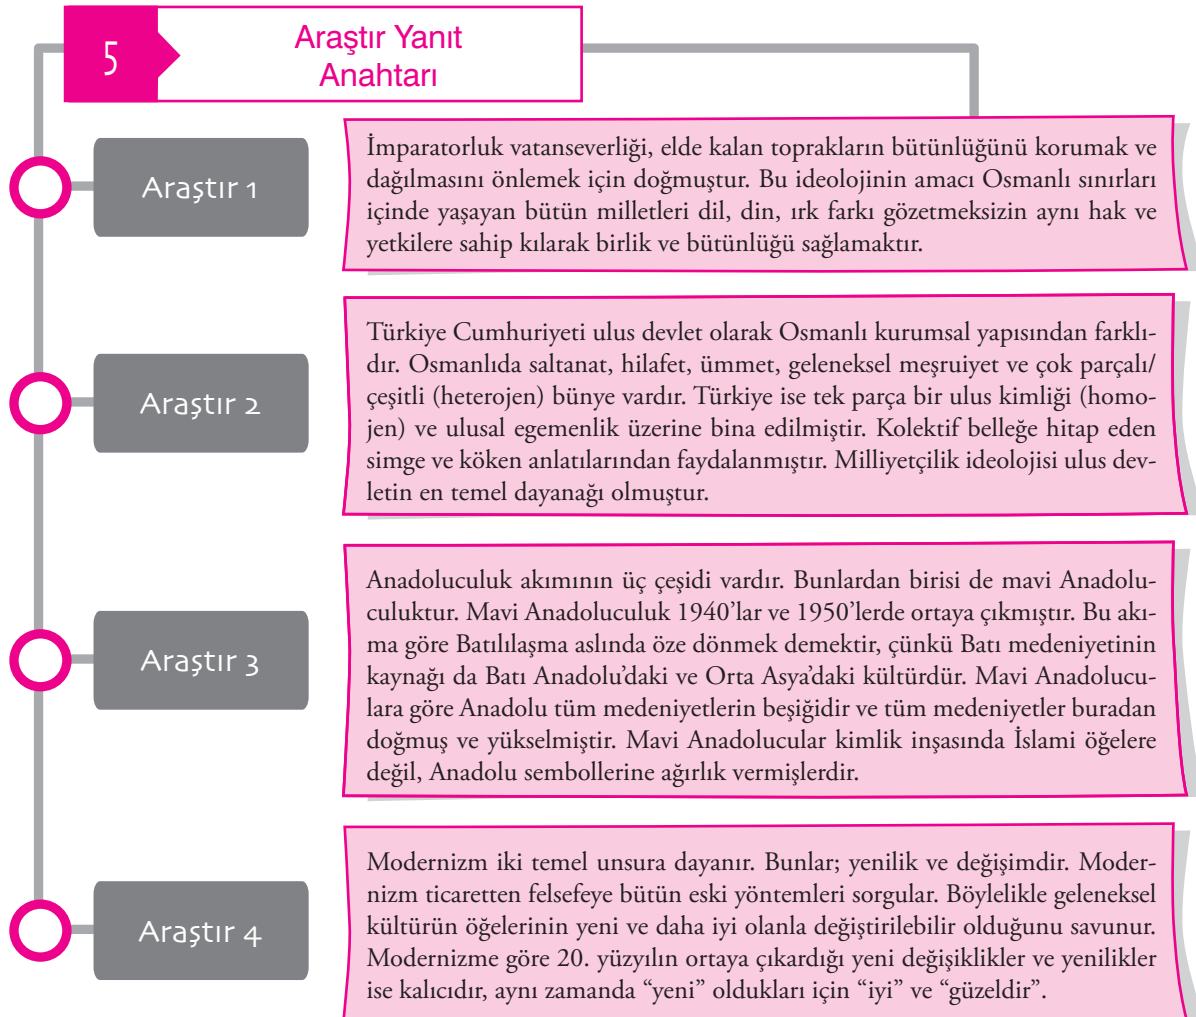 5
Araştır Yanıt
Anahtarı
Araştır 1
İmparatorluk vatanseverliği, elde kalan toprakların bütünlüğünü korumak ve
dağılmasını önlemek için doğmuştur. Bu ideolojinin amacı Osmanlı sınırları
içinde yaşayan bütün milletleri dil, din, ırk farkı gözetmeksizin aynı hak ve
yetkilere sahip kılarak birlik ve bütünlüğü sağlamaktır.
Araştır 2
Türkiye Cumhuriyeti ulus devlet olarak Osmanlı kurumsal yapısından farklı-
dır. Osmanlıda saltanat, hilafet, ümmet, geleneksel meşruiyet ve çok parçalı/
çeşitli (heterojen) bünye vardır. Türkiye ise tek parça bir ulus kimliği (homo-
jen) ve ulusal egemenlik üzerine bina edilmiştir. Kolektif belleğe hitap eden
simge ve köken anlatılarından faydalanmıştır. Milliyetçilik ideolojisi ulus dev-
letin en temel dayanağı olmuştur.
Araştır 3
Anadoluculuk akımının üç çeşidi vardır. Bunlardan birisi de mavi Anadolu-
culuktur. Mavi Anadoluculuk 1940’lar ve 1950’lerde ortaya çıkmıştır. Bu akı-
ma göre Batılılaşma aslında öze dönmek demektir, çünkü Batı medeniyetinin
kaynağı da Batı Anadolu’daki ve Orta Asya’daki kültürdür. Mavi Anadolucu-
lara göre Anadolu tüm medeniyetlerin beşiğidir ve tüm medeniyetler buradan
doğmuş ve yükselmiştir. Mavi Anadolucular kimlik inşasında İslami öğelere
değil, Anadolu sembollerine ağırlık vermişlerdir.
Araştır 4
Modernizm iki temel unsura dayanır. Bunlar; yenilik ve değişimdir. Moder-
nizm ticaretten felsefeye bütün eski yöntemleri sorgular. Böylelikle geleneksel
kültürün öğelerinin yeni ve daha iyi olanla değiştirilebilir olduğunu savunur.
Modernizme göre 20. yüzyılın ortaya çıkardığı yeni değişiklikler ve yenilikler
ise kalıcıdır, aynı zamanda “yeni” oldukları için “iyi” ve “güzeldir”.